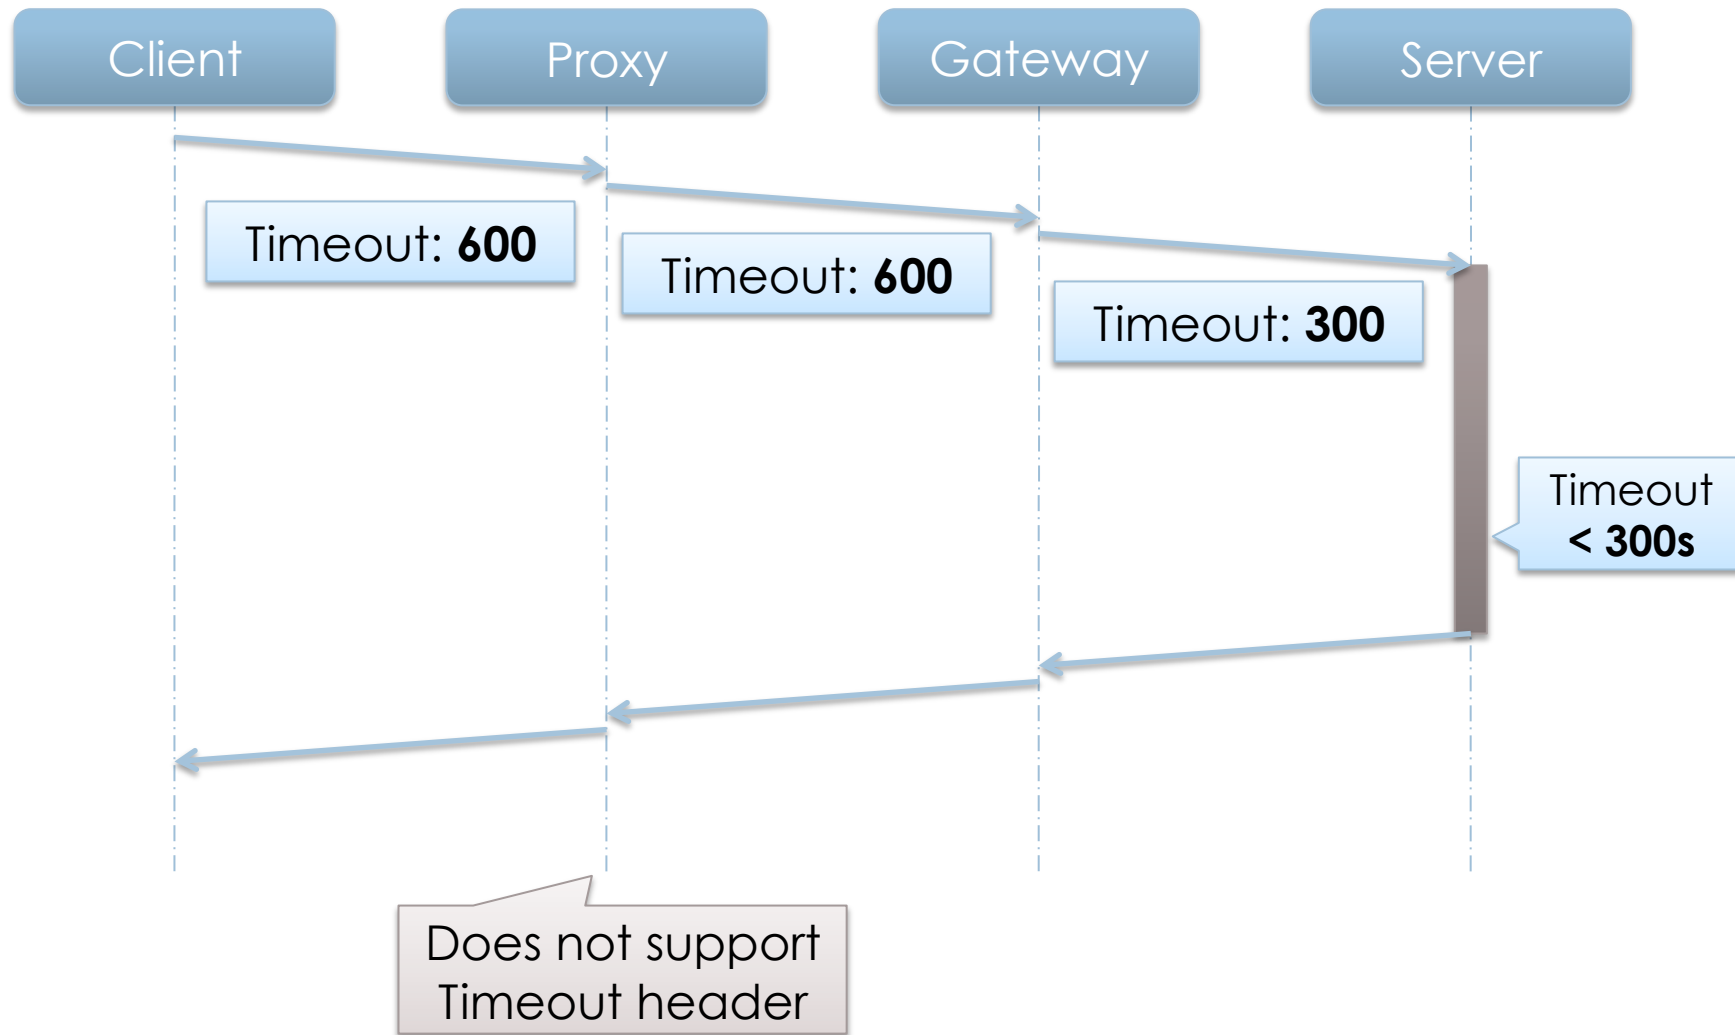 Client
Proxy
Gateway
Server
Timeout: 600
Timeout: 600
Timeout: 300
Timeout
< 300s
Does not support
Timeout header